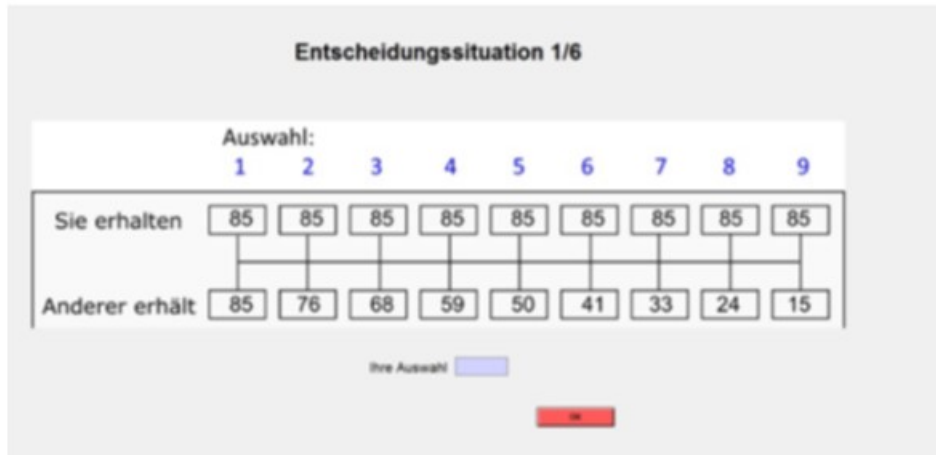 Entscheidungssituation 1/6
Auswahl:
1 2 3 4 5 6 7 8 9
Sie erhalten 85 85 85 85 85 85 85 85 85
Anderer erhält 85 76 68 59 50 41 33 24 15
Ihre Auswahl